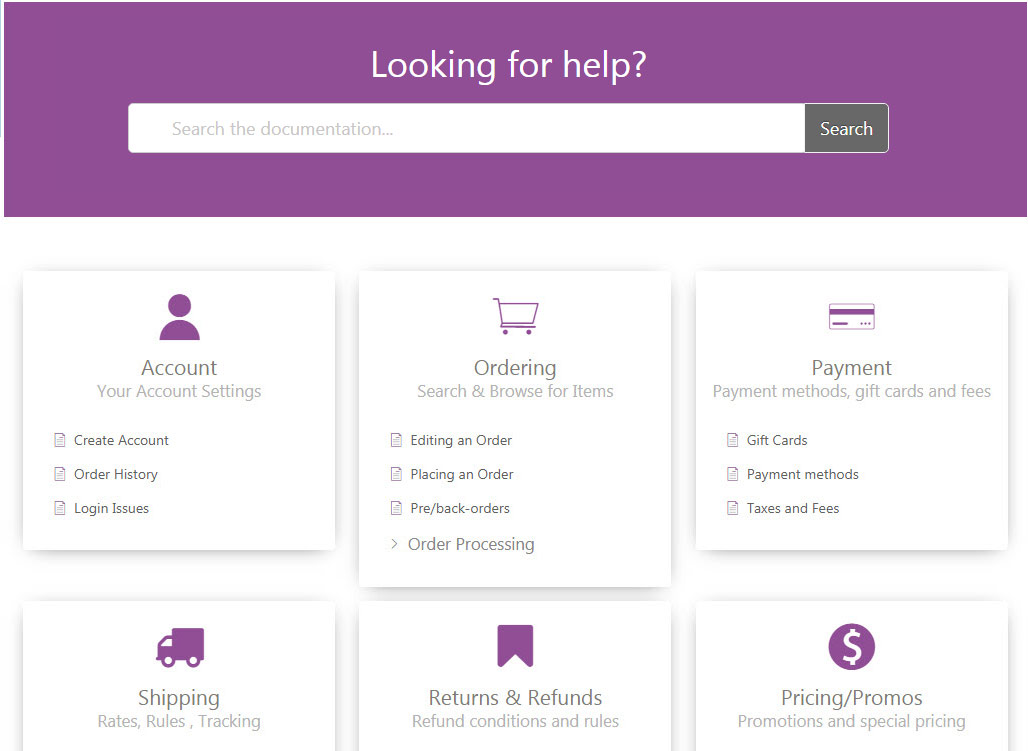 Looking for help?
Search the documentation...
Search
Account
Your Account Settings
Create Account
Order History
Login Issues
Ordering
Search & Browse for Items
Editing an Order
Placing an Order
Pre/back-orders
Order Processing
Payment
Payment methods, gift cards and fees
Gift Cards
Payment methods
Taxes and Fees
Shipping
Rates, Rules , Tracking
Returns & Refunds
Refund conditions and rules
$
Pricing/Promos
Promotions and special pricing